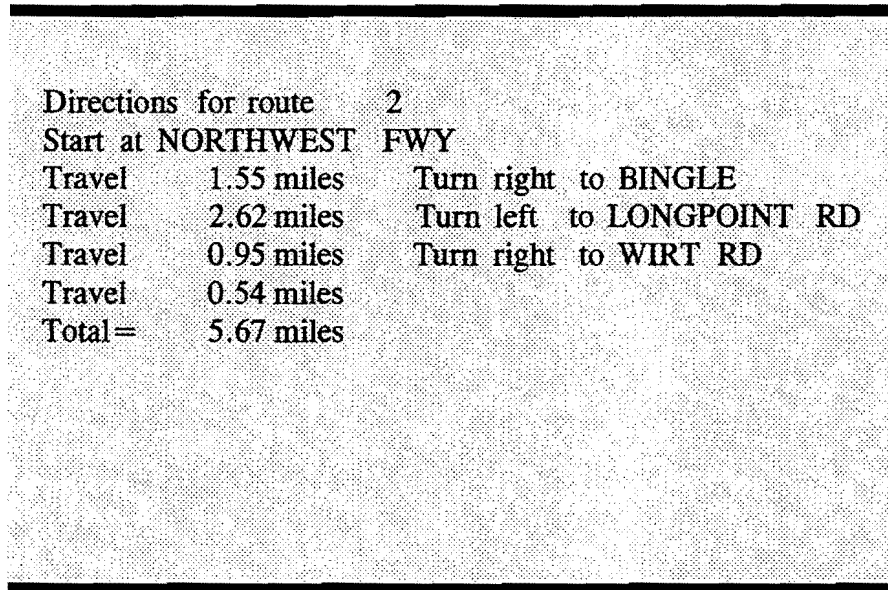 Directions for route 2
Start at NORTHWEST FWY
Travel 1.55 miles Turn right to BINGLE
Travel 2.62 miles Turn left to LONGPOINT RD
Travel 0.95 miles Turn right to WIRT RD
Travel 0.54 miles
Total= 5.67 miles